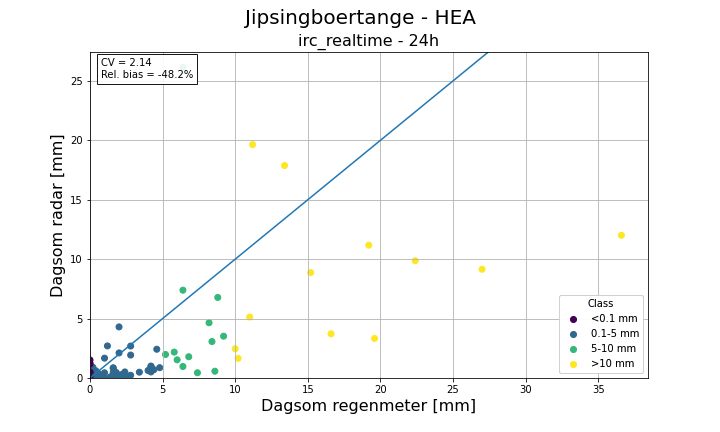 Jipsingboertange - HEA
irc_realtime - 24h
CV = 2.14
Rel. bias = -48.2%
Dagsom radar [mm]
25
20
15
10
5
0
0 5 10 15 20 25 30 35
Dagsom regenmeter [mm]
Class
<0.1 mm
0.1-5 mm
5-10 mm
>10 mm